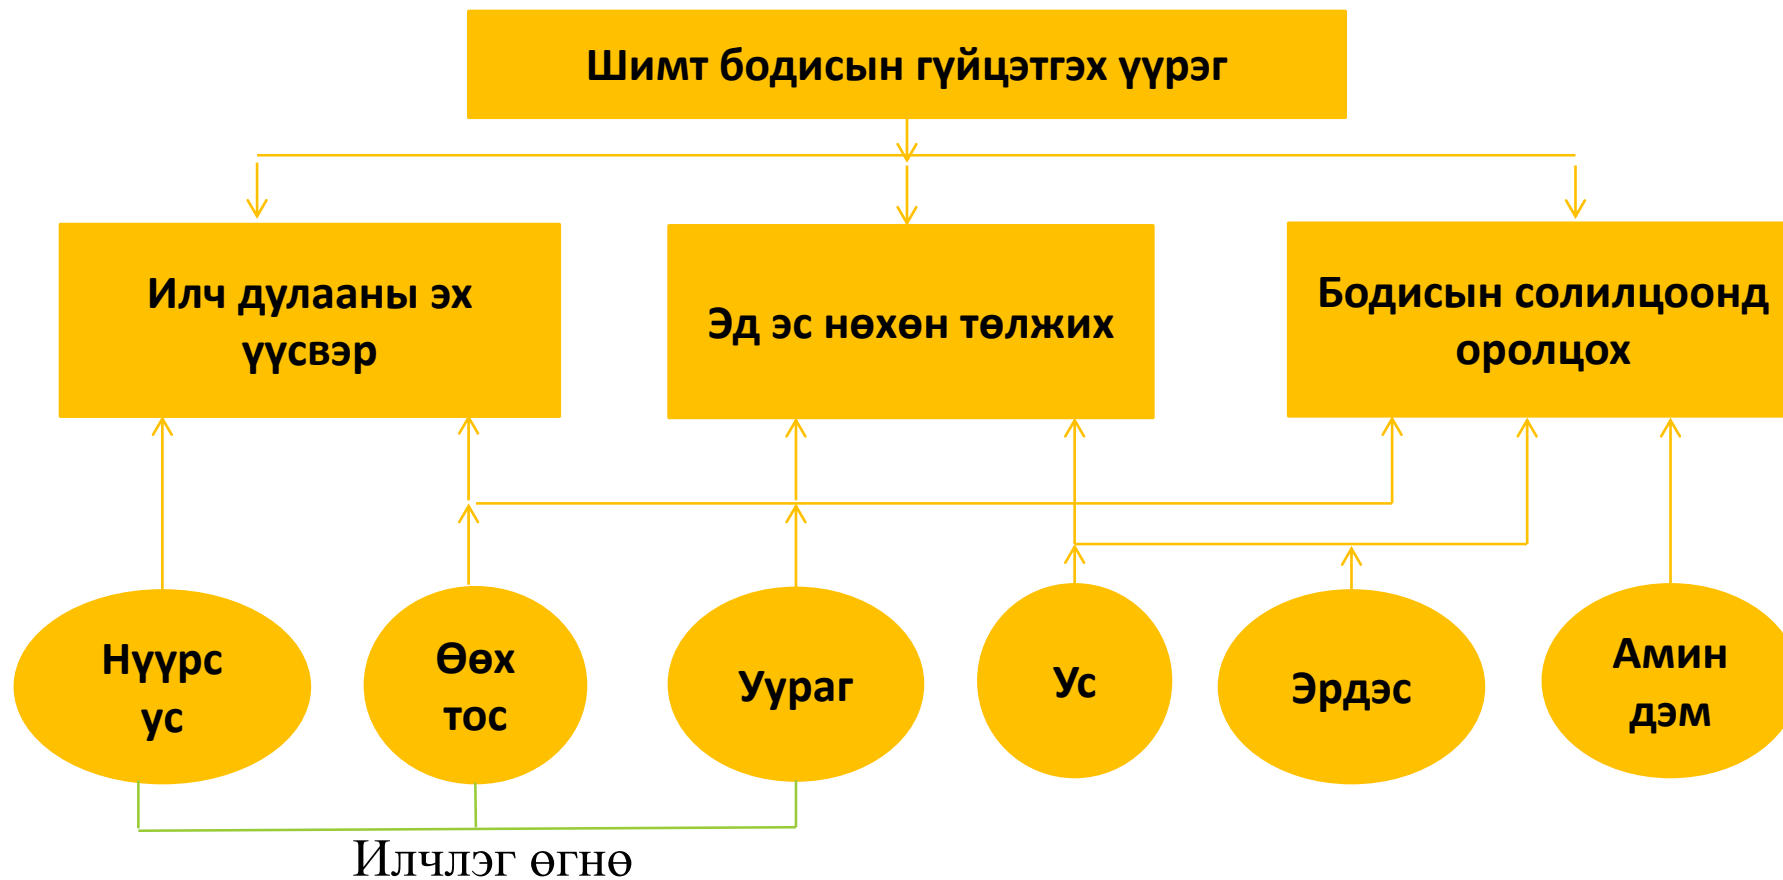 Шимт бодисын гүйцэтгэх үүрэг
Илч дулааны эх
үүсвэр
Эд эс нөхөн төлжих
Бодисын солилцоонд
оролцох
Нүүрс
ус
Өөх
тос
Уураг
Ус
Эрдэс
Амин
дэм
Илчлэг өгнө